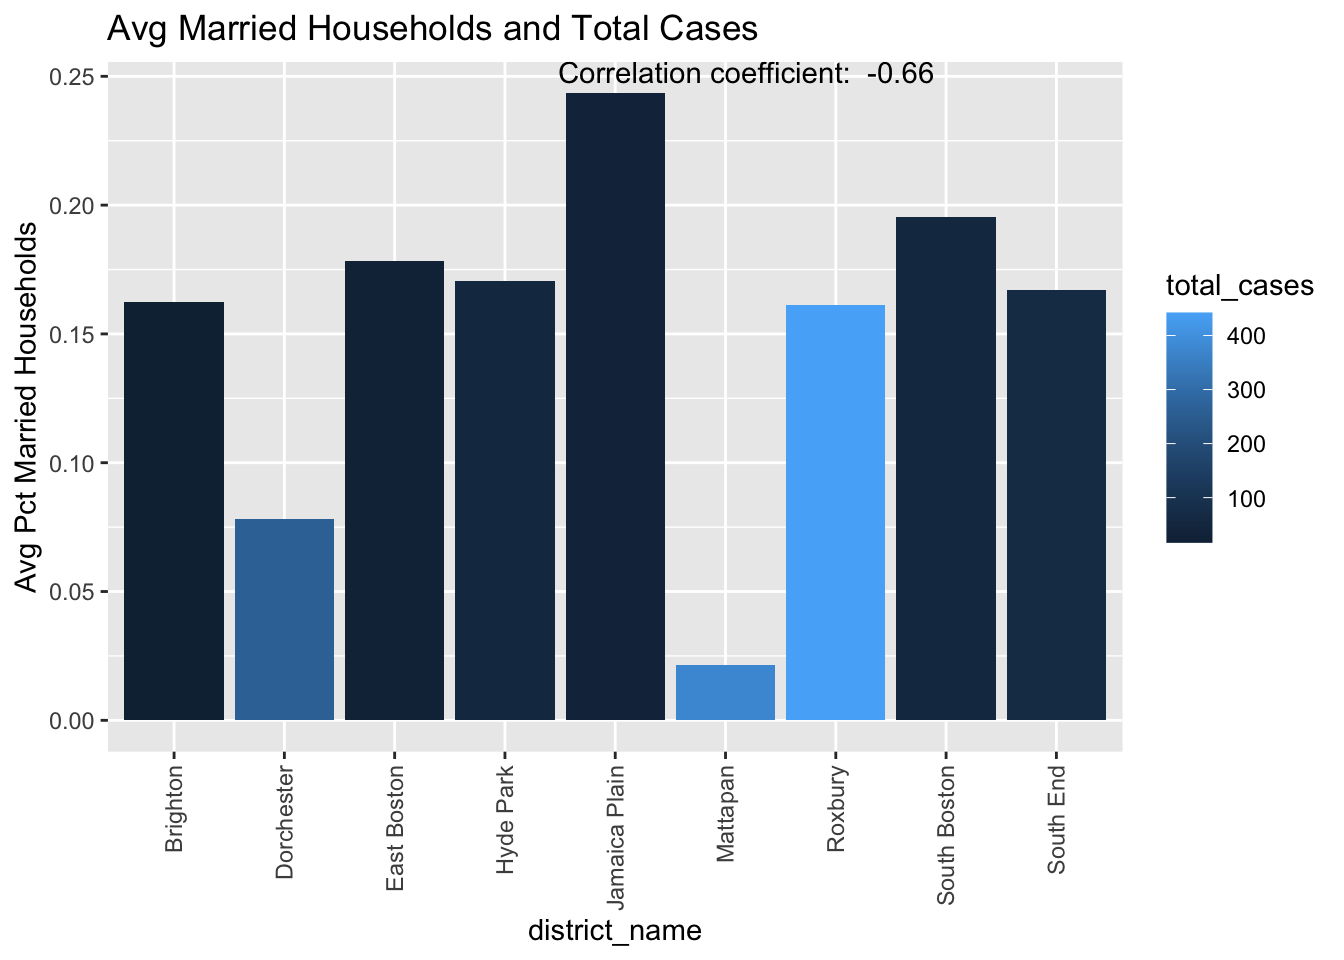 Avg Married Households and Total Cases
Correlation coefficient:  -0.66
Avg Pct Married Households
0.25
0.20
0.15
0.10
0.05
0.00
Brighton
Dorchester
East Boston
Hyde Park
Jamaica Plain
Mattapan
Roxbury
South Boston
South End
district_name
total_cases
400
300
200
100